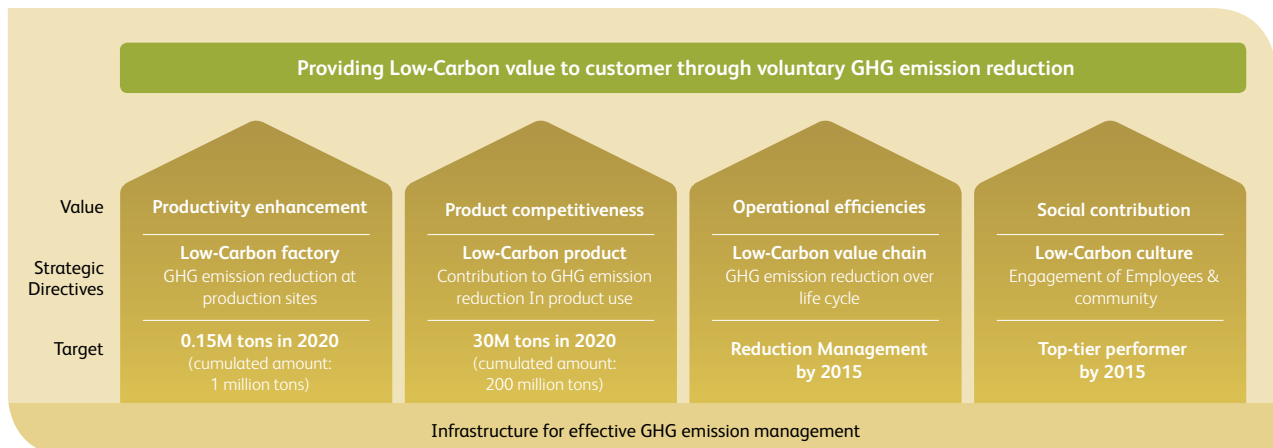 Providing Low-Carbon value to customer through voluntary GHG emission reduction
Value
Productivity enhancement
Product competitiveness
Operational efficiencies
Social contribution
Strategic
Directives
Low-Carbon factory
GHG emission reduction at
production sites
Low-Carbon product
Contribution to GHG emission
reduction In product use
Low-Carbon value chain
GHG emission reduction over
life cycle
Low-Carbon culture
Engagement of Employees &
community
Target
0.15M tons in 2020
(cumulated amount:
1 million tons)
30M tons in 2020
(cumulated amount:
200 million tons)
Reduction Management
by 2015
Top-tier performer
by 2015
Infrastructure for effective GHG emission management